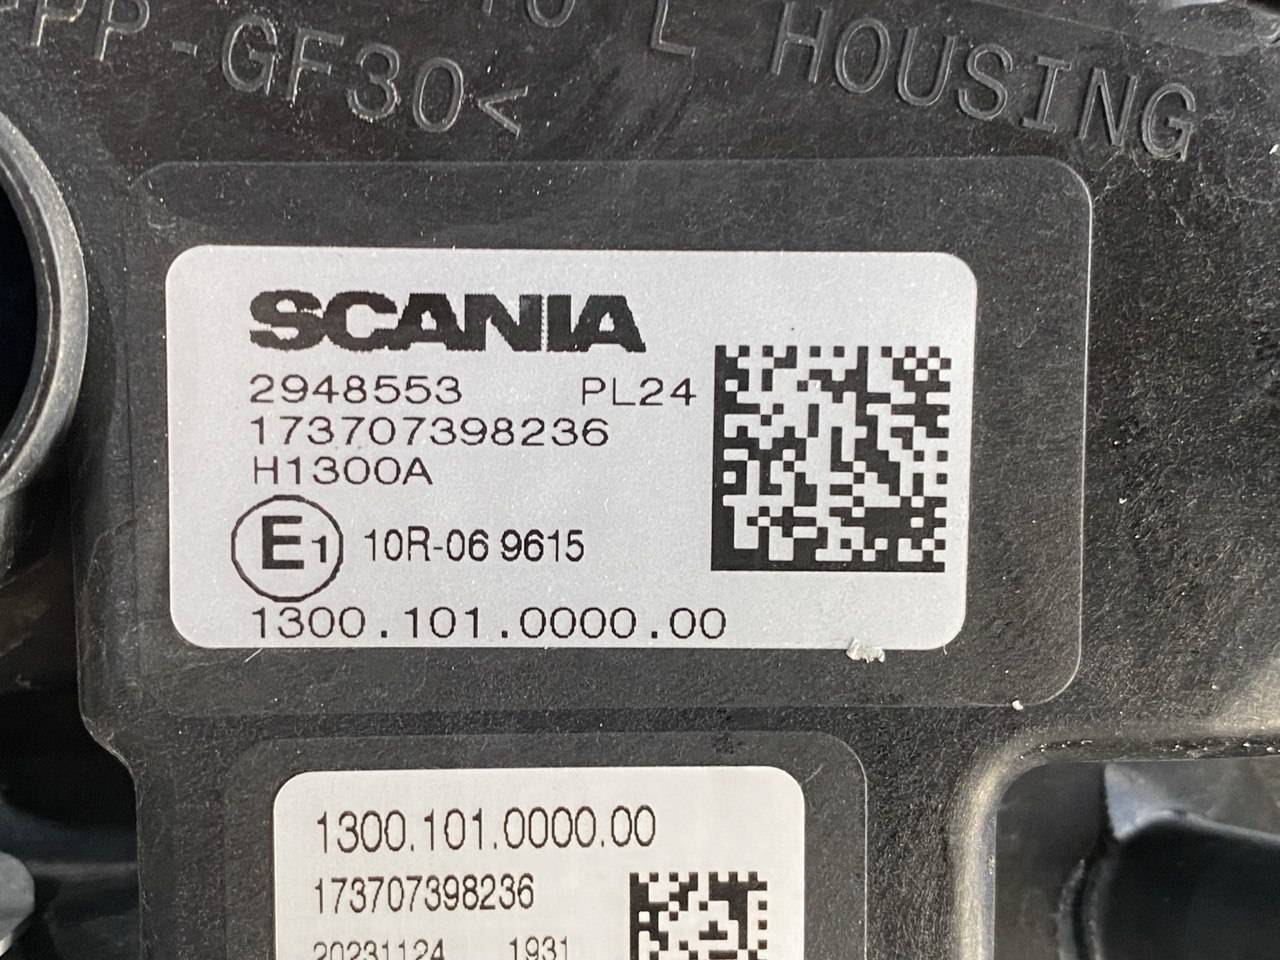 PP-GF30<
L HOUSING
SCANIA
2948553 PL24
173707398236
H1300A
E1 10R-06 9615
1300.101.0000.00
1300.101.0000.00
173707398236
20231124 1931